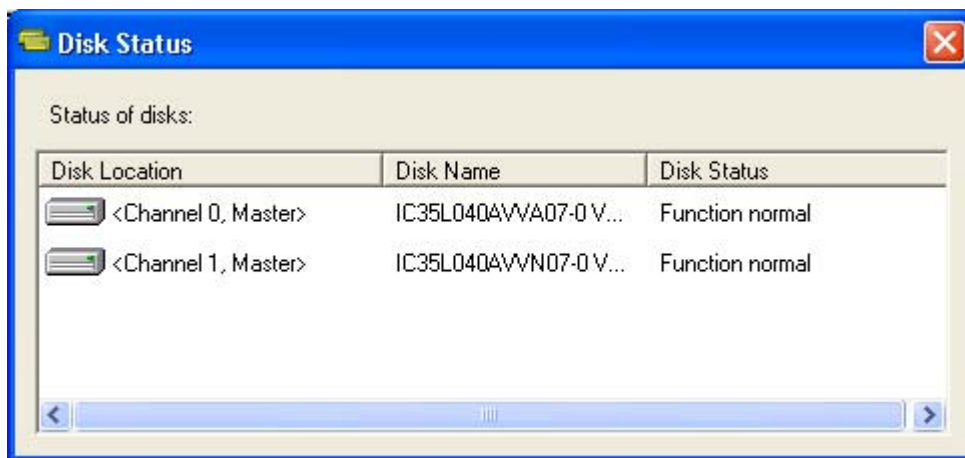 Disk Status
Status of disks:
Disk Location Disk Name Disk Status
<Channel 0, Master> IC35L040AVVA07-0 V... Function normal
<Channel 1, Master> IC35L040AVVN07-0 V... Function normal